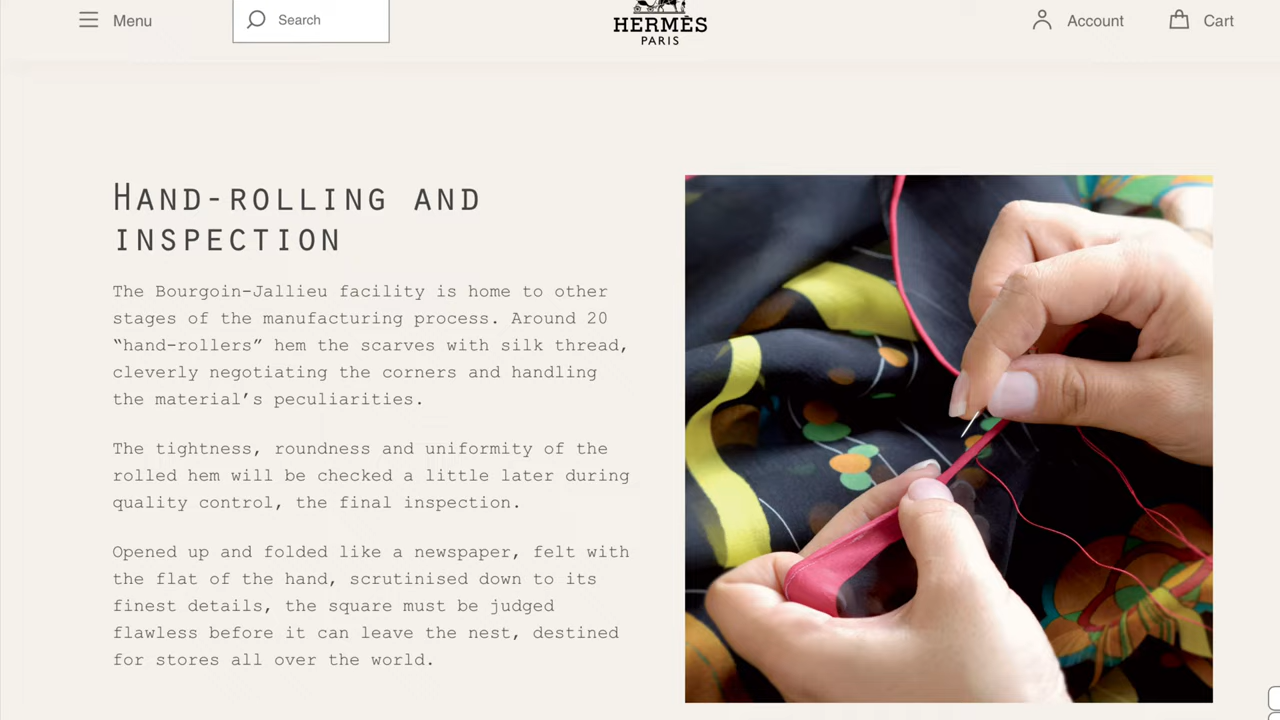 Menu
Search
HERMÈS
PARIS
Account
Cart
HAND-ROLLING AND
INSPECTION
The Bourgoin-Jallieu facility is home to other
stages of the manufacturing process. Around 20
“hand-rollers” hem the scarves with silk thread,
cleverly negotiating the corners and handling
the material’s peculiarities.
The tightness, roundness and uniformity of the
rolled hem will be checked a little later during
quality control, the final inspection.
Opened up and folded like a newspaper, felt with
the flat of the hand, scrutinised down to its
finest details, the square must be judged
flawless before it can leave the nest, destined
for stores all over the world.